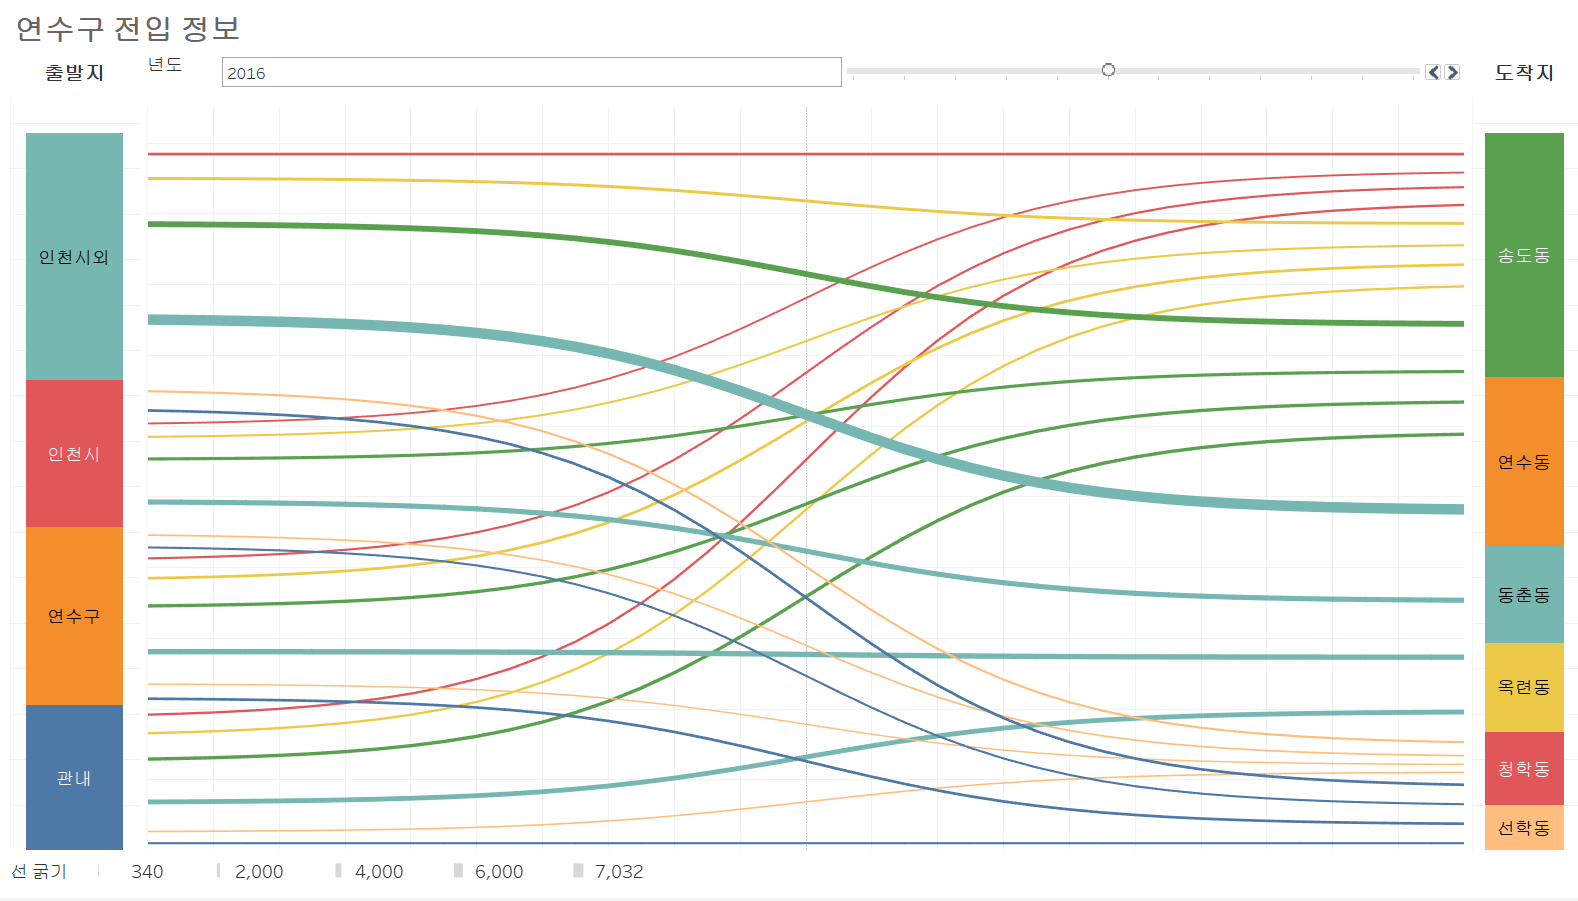 연수구 전입 정보
출발지
년도
2016
도착지
인천시외
인천시
연수구
관내
송도동
연수동
동춘동
옥련동
청학동
선학동
선 굵기
340
2,000
4,000
6,000
7,032